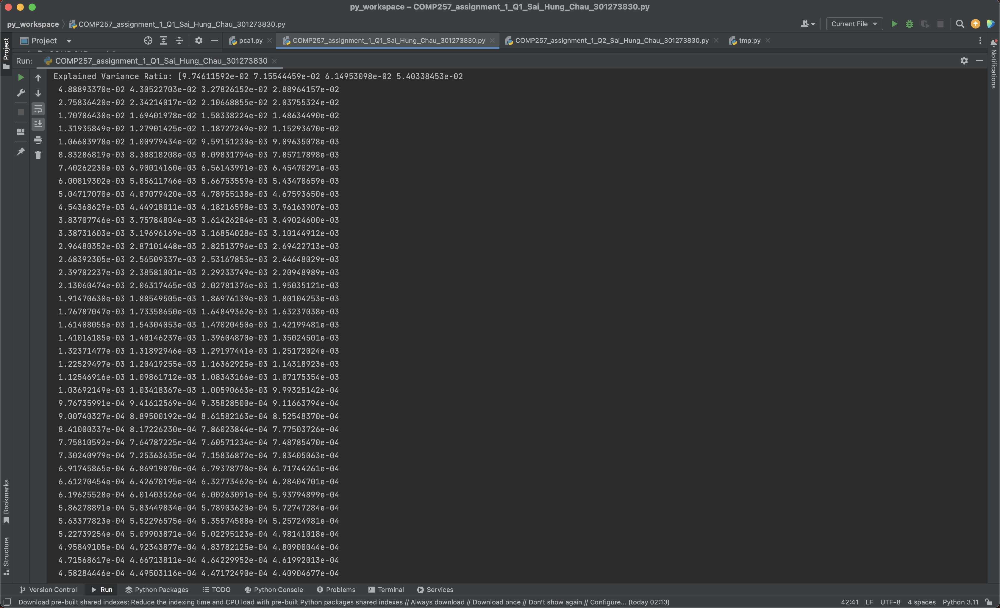 py_workspace – COMP257_assignment_1_Q1_Sai_Hung_Chau_301273830.py
py_workspace COMP257_assignment_1_Q1_Sai_Hung_Chau_301273830.py
Current File
Project
Project
pca1.py
COMP257_assignment_1_Q1_Sai_Hung_Chau_301273830.py
COMP257_assignment_1_Q2_Sai_Hung_Chau_301273830.py
tmp.py
Notifications
Run: COMP257_assignment_1_Q1_Sai_Hung_Chau_301273830
Explained Variance Ratio: [9.74611592e-02 7.15544459e-02 6.14953098e-02 5.40338453e-02
4.88893370e-02 4.30522703e-02 3.27826152e-02 2.88964157e-02
2.75836420e-02 2.34214017e-02 2.10668855e-02 2.03755324e-02
1.70706430e-02 1.69401978e-02 1.58338224e-02 1.48634490e-02
1.31935849e-02 1.27901425e-02 1.18727249e-02 1.15293670e-02
1.06603978e-02 1.00979434e-02 9.59151230e-03 9.09635078e-03
8.83286819e-03 8.38818208e-03 8.09831794e-03 7.85717898e-03
7.40262230e-03 6.90014160e-03 6.56143991e-03 6.45470291e-03
6.00819302e-03 5.85611746e-03 5.66753559e-03 5.43470659e-03
5.04717070e-03 4.87079420e-03 4.78955138e-03 4.67593650e-03
4.54368629e-03 4.44918011e-03 4.18216598e-03 3.96163907e-03
3.83707746e-03 3.75784804e-03 3.61426284e-03 3.49024600e-03
3.38731603e-03 3.19696169e-03 3.16854028e-03 3.10144912e-03
2.96480352e-03 2.87101448e-03 2.82513796e-03 2.69422713e-03
2.68392305e-03 2.56509337e-03 2.53167853e-03 2.44648029e-03
2.39702237e-03 2.38581001e-03 2.29233749e-03 2.20948989e-03
2.13060474e-03 2.06317465e-03 2.02781376e-03 1.95035121e-03
1.91470630e-03 1.88549505e-03 1.86976139e-03 1.80104253e-03
1.76787047e-03 1.73358650e-03 1.64849362e-03 1.63237038e-03
1.61408055e-03 1.54304053e-03 1.47020450e-03 1.42199481e-03
1.41016185e-03 1.40146237e-03 1.39604870e-03 1.35024501e-03
1.32371477e-03 1.31892946e-03 1.29197441e-03 1.25172024e-03
1.22529497e-03 1.20419255e-03 1.16362925e-03 1.14318923e-03
1.12546916e-03 1.09861712e-03 1.08343166e-03 1.07175354e-03
1.03692149e-03 1.03418367e-03 1.00590663e-03 9.99325142e-04
9.76735991e-04 9.41612569e-04 9.35828500e-04 9.11663794e-04
9.00740327e-04 8.89500192e-04 8.61582163e-04 8.52548370e-04
8.41000337e-04 8.17226230e-04 7.86023844e-04 7.77503726e-04
7.75810592e-04 7.64787225e-04 7.60571234e-04 7.48785470e-04
7.30240979e-04 7.25363635e-04 7.15836872e-04 7.03405063e-04
6.91745865e-04 6.86919870e-04 6.79378778e-04 6.71744261e-04
6.61270454e-04 6.42670195e-04 6.32773462e-04 6.28404701e-04
6.19625528e-04 6.01403526e-04 6.00263091e-04 5.93794899e-04
5.86278891e-04 5.83449834e-04 5.78903620e-04 5.72747284e-04
5.63377823e-04 5.52296575e-04 5.35574588e-04 5.25724981e-04
5.22739254e-04 5.09903871e-04 5.02295123e-04 4.98141018e-04
4.95849105e-04 4.92343877e-04 4.83782125e-04 4.80900044e-04
4.71568617e-04 4.66713811e-04 4.64229952e-04 4.61992013e-04
4.58284446e-04 4.49503116e-04 4.47172490e-04 4.40904677e-04
Bookmarks
Structure
Version Control Run Python Packages TODO Python Console Problems Terminal Services
Download pre-built shared indexes: Reduce the indexing time and CPU load with pre-built Python packages shared indexes // Always download // Download once // Don't show again // Configure... (today 02:13)
42:41 LF UTF-8 4 spaces Python 3.11